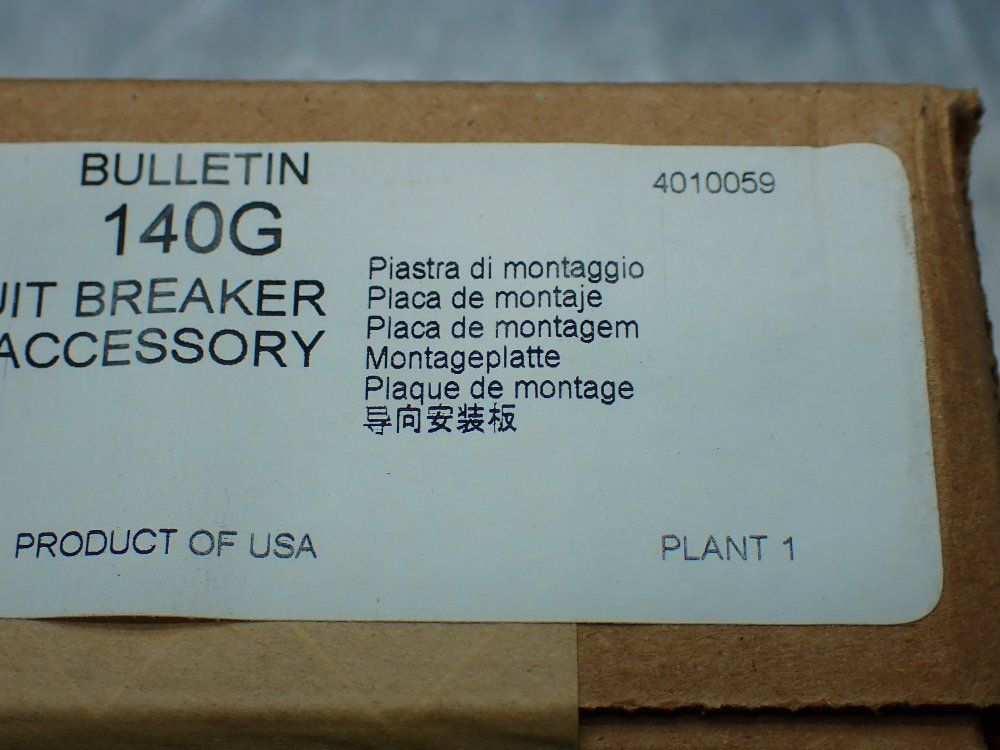 BULLETIN
140G
UIT BREAKER
ACCESSORY
4010059
Piastra di montaggio
Placa de montaje
Placa de montagem
Montageplatte
Plaque de montage
导向安装板
PRODUCT OF USA
PLANT 1